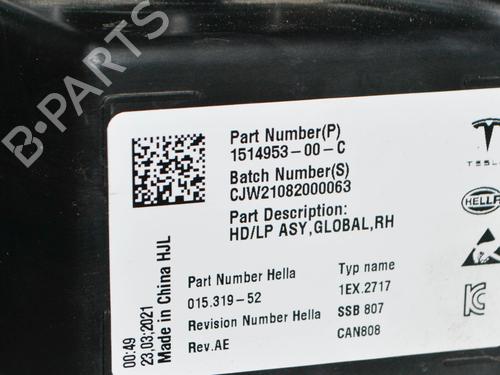 B-PARTS
Part Number(P)
1514953-00-C
Batch Number(S)
CJW21082000063
Part Description:
HD/LP ASY,GLOBAL,RH
TESL
HELLA
Part Number Hella
015.319-52
Revision Number Hella
Rev.AE
Typ name
1EX.2717
SSB 807
CAN808
00:49
23,03;2021
Made in China HJL